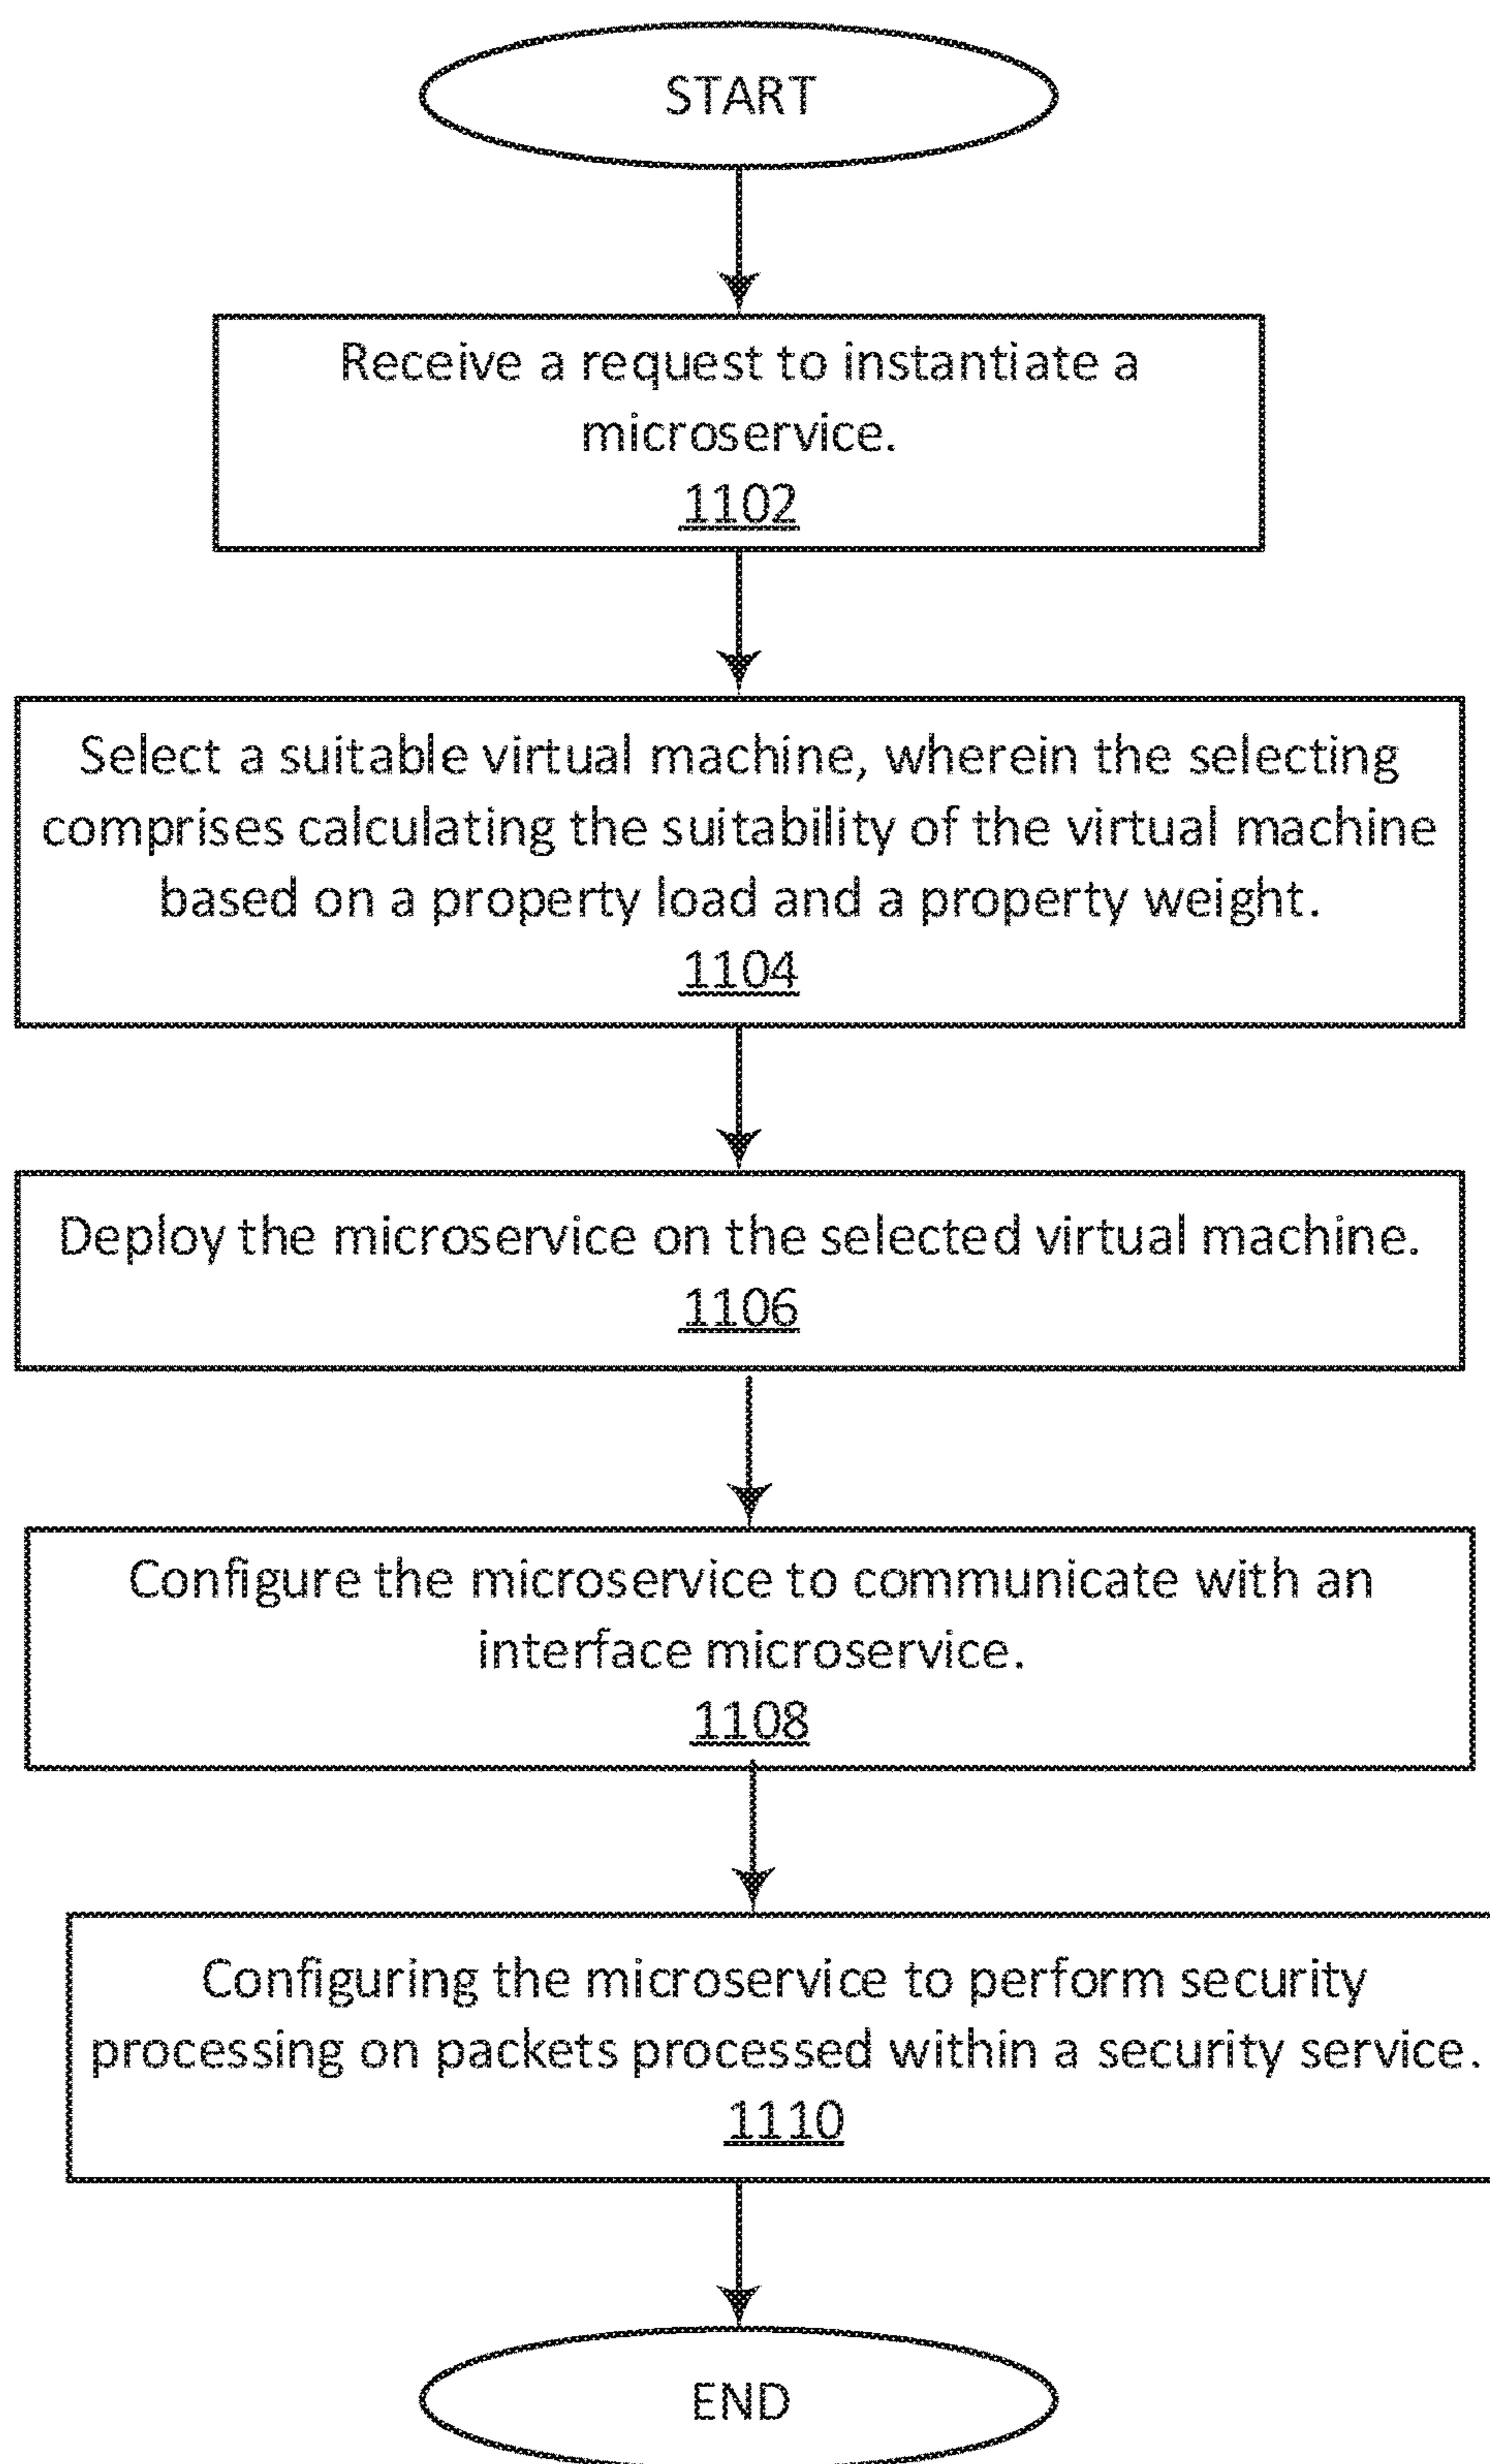 START
Receive a request to instantiate a
microservice.
1102
Select a suitable virtual machine, wherein the selecting
comprises calculating the suitability of the virtual machine
based on a property load and a property weight.
1104
Deploy the microservice on the selected virtual machine.
1106
Configure the microservice to communicate with an
interface microservice.
1108
Configuring the microservice to perform security
processing on packets processed within a security service.
1110
END